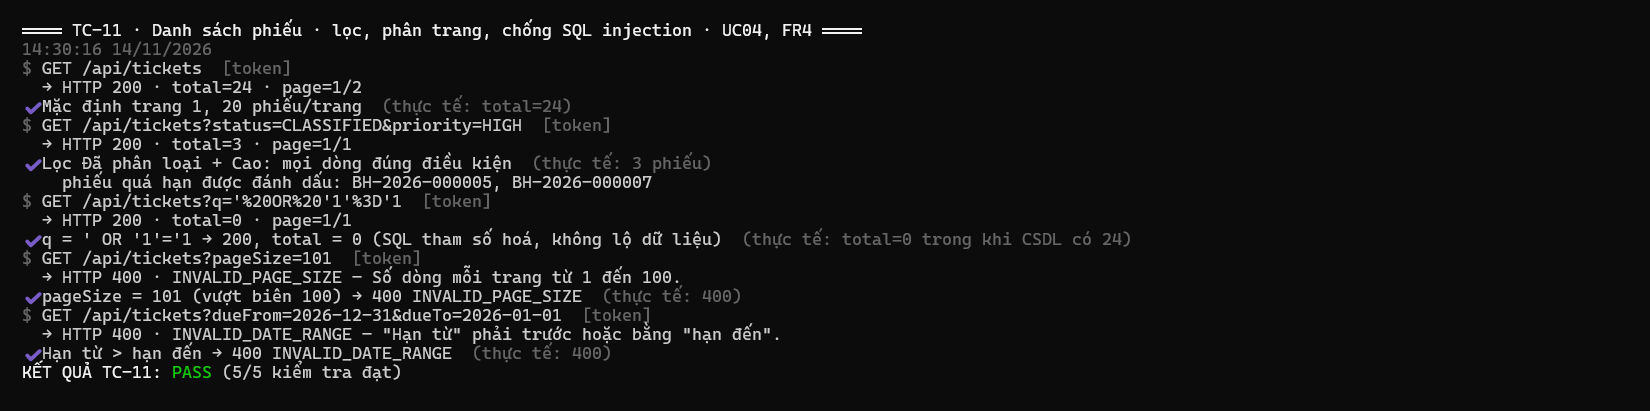 ════ TC-11 · Danh sách phiếu · lọc, phân trang, chống SQL injection · UC04, FR4 ════
14:30:16 14/11/2026
$ GET /api/tickets [token]
→ HTTP 200 · total=24 · page=1/2
✔Mặc định trang 1, 20 phiếu/trang (thực tế: total=24)
$ GET /api/tickets?status=CLASSIFIED&priority=HIGH [token]
→ HTTP 200 · total=3 · page=1/1
✔Lọc Đã phân loại + Cao: mọi dòng đúng điều kiện (thực tế: 3 phiếu)
phiếu quá hạn được đánh dấu: BH-2026-000005, BH-2026-000007
$ GET /api/tickets?q='%20OR%20'1'%3D'1 [token]
→ HTTP 200 · total=0 · page=1/1
✔q = ' OR '1'='1 → 200, total = 0 (SQL tham số hoá, không lộ dữ liệu) (thực tế: total=0 trong khi CSDL có 24)
$ GET /api/tickets?pageSize=101 [token]
→ HTTP 400 · INVALID_PAGE_SIZE — Số dòng mỗi trang từ 1 đến 100.
✔pageSize = 101 (vượt biên 100) → 400 INVALID_PAGE_SIZE (thực tế: 400)
$ GET /api/tickets?dueFrom=2026-12-31&dueTo=2026-01-01 [token]
→ HTTP 400 · INVALID_DATE_RANGE — "Hạn từ" phải trước hoặc bằng "hạn đến".
✔Hạn từ > hạn đến → 400 INVALID_DATE_RANGE (thực tế: 400)
KẾT QUẢ TC-11: PASS (5/5 kiểm tra đạt)